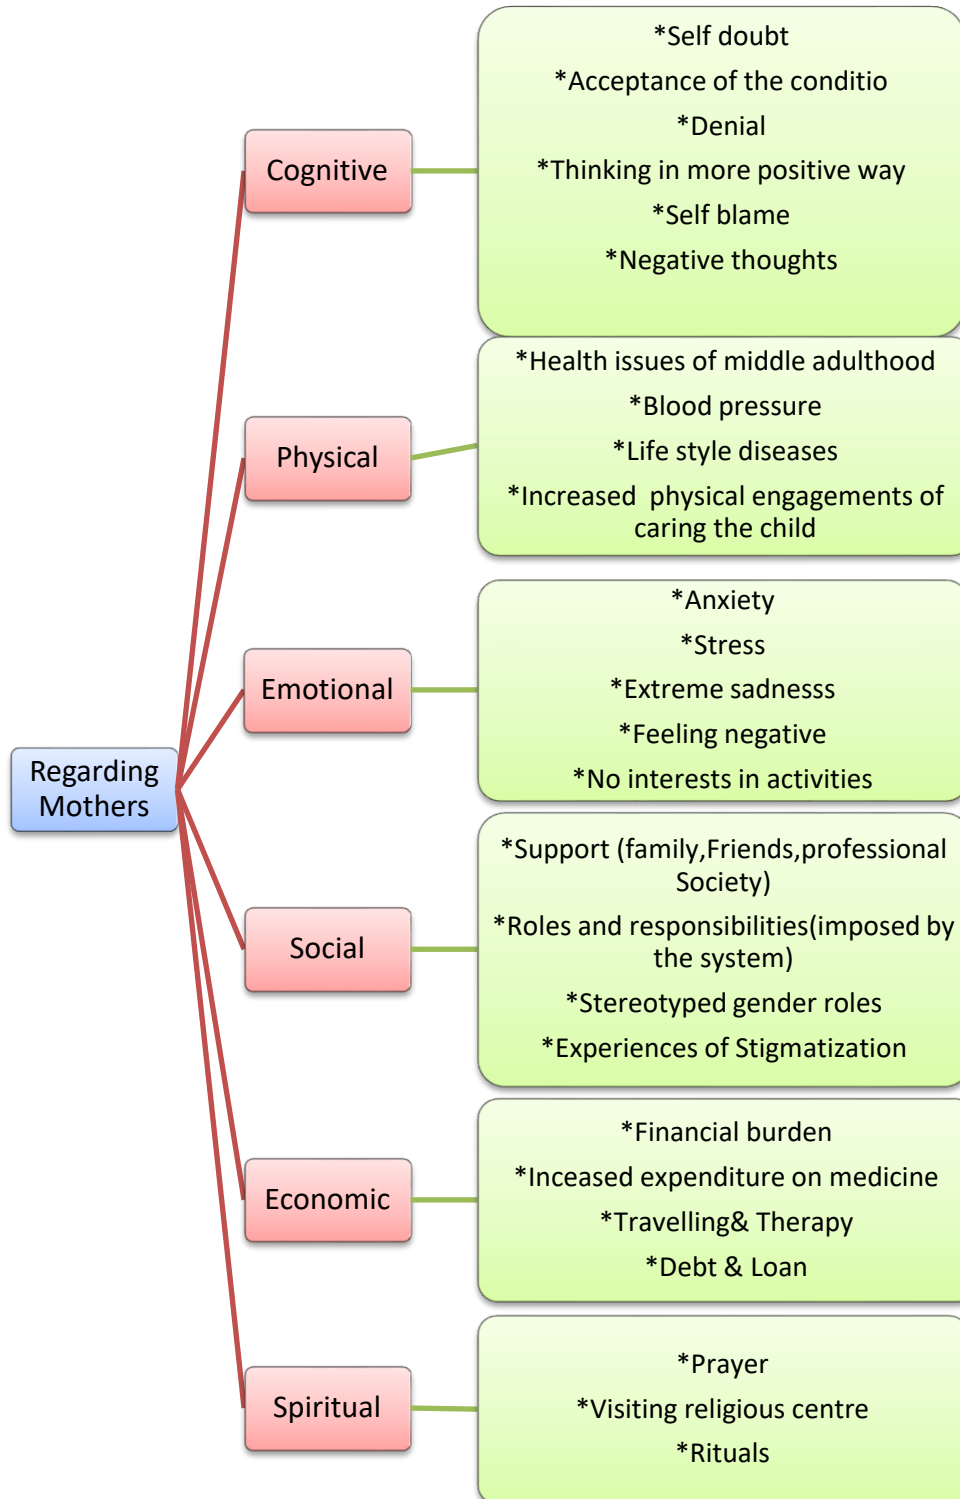 Regarding
Mothers
Cognitive
*Self doubt
*Acceptance of the conditio
*Denial
*Thinking in more positive way
*Self blame
*Negative thoughts
Physical
*Health issues of middle adulthood
*Blood pressure
*Life style diseases
*Increased  physical engagements of
caring the child
Emotional
*Anxiety
*Stress
*Extreme sadnesss
*Feeling negative
*No interests in activities
Social
*Support (family,Friends,professional
Society)
*Roles and responsibilities(imposed by
the system)
*Stereotyped gender roles
*Experiences of Stigmatization
Economic
*Financial burden
*Inceased expenditure on medicine
*Travelling& Therapy
*Debt & Loan
Spiritual
*Prayer
*Visiting religious centre
*Rituals